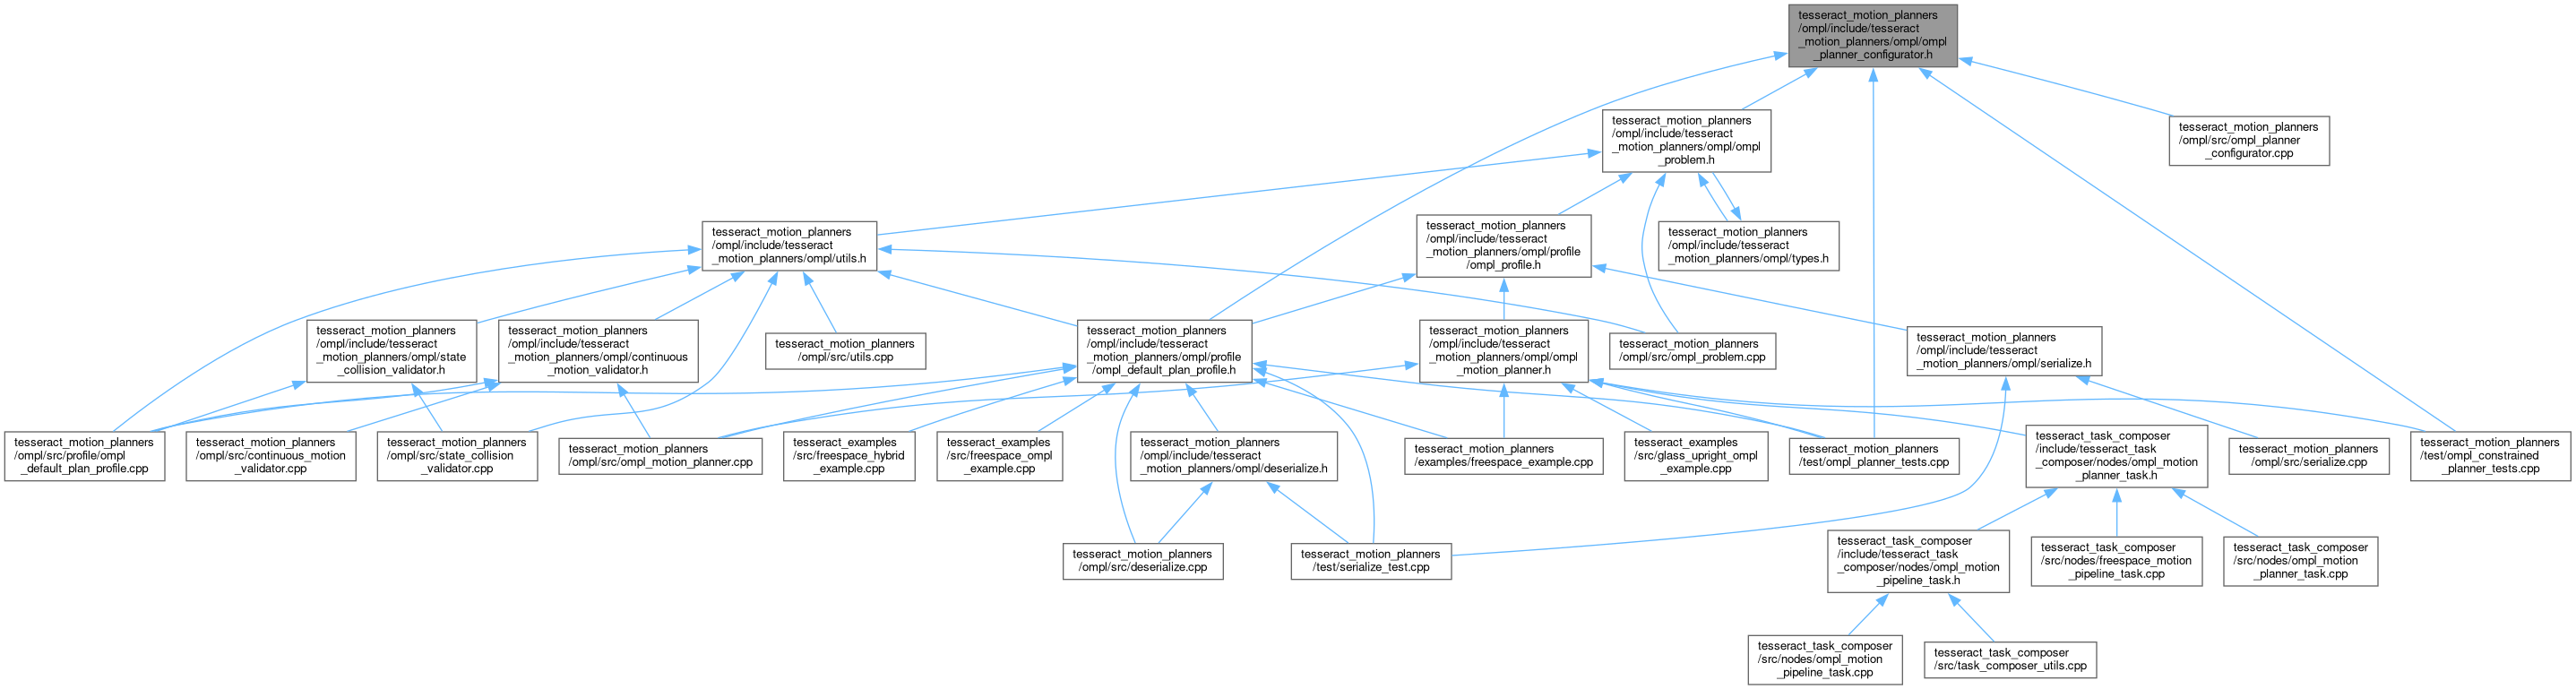 tesseract_motion_planners
/ompl/include/tesseract
_motion_planners/ompl/ompl
_planner_configurator.h
tesseract_motion_planners
/ompl/include/tesseract
_motion_planners/ompl/ompl
_problem.h
tesseract_motion_planners
/ompl/src/ompl_planner
_configurator.cpp
tesseract_motion_planners
/ompl/include/tesseract
_motion_planners/ompl/utils.h
tesseract_motion_planners
/ompl/include/tesseract
_motion_planners/ompl/profile
/ompl_profile.h
tesseract_motion_planners
/ompl/include/tesseract
_motion_planners/ompl/types.h
tesseract_motion_planners
/ompl/include/tesseract
_motion_planners/ompl/state
_collision_validator.h
tesseract_motion_planners
/ompl/include/tesseract
_motion_planners/ompl/continuous
_motion_validator.h
tesseract_motion_planners
/ompl/src/utils.cpp
tesseract_motion_planners
/ompl/include/tesseract
_motion_planners/ompl/profile
/ompl_default_plan_profile.h
tesseract_motion_planners
/ompl/include/tesseract
_motion_planners/ompl/ompl
_motion_planner.h
tesseract_motion_planners
/ompl/src/ompl_problem.cpp
tesseract_motion_planners
/ompl/include/tesseract
_motion_planners/ompl/serialize.h
tesseract_motion_planners
/ompl/src/profile/ompl
_default_plan_profile.cpp
tesseract_motion_planners
/ompl/src/continuous_motion
_validator.cpp
tesseract_motion_planners
/ompl/src/state_collision
_validator.cpp
tesseract_motion_planners
/ompl/src/ompl_motion_planner.cpp
tesseract_examples
/src/freespace_hybrid
_example.cpp
tesseract_examples
/src/freespace_ompl
_example.cpp
tesseract_motion_planners
/ompl/include/tesseract
_motion_planners/ompl/deserialize.h
tesseract_motion_planners
/examples/freespace_example.cpp
tesseract_examples
/src/glass_upright_ompl
_example.cpp
tesseract_motion_planners
/test/ompl_planner_tests.cpp
tesseract_task_composer
/include/tesseract_task
_composer/nodes/ompl_motion
_planner_task.h
tesseract_motion_planners
/ompl/src/serialize.cpp
tesseract_motion_planners
/test/ompl_constrained
_planner_tests.cpp
tesseract_motion_planners
/ompl/src/deserialize.cpp
tesseract_motion_planners
/test/serialize_test.cpp
tesseract_task_composer
/include/tesseract_task
_composer/nodes/ompl_motion
_pipeline_task.h
tesseract_task_composer
/src/nodes/freespace_motion
_pipeline_task.cpp
tesseract_task_composer
/src/nodes/ompl_motion
_planner_task.cpp
tesseract_task_composer
/src/nodes/ompl_motion
_pipeline_task.cpp
tesseract_task_composer
/src/task_composer_utils.cpp